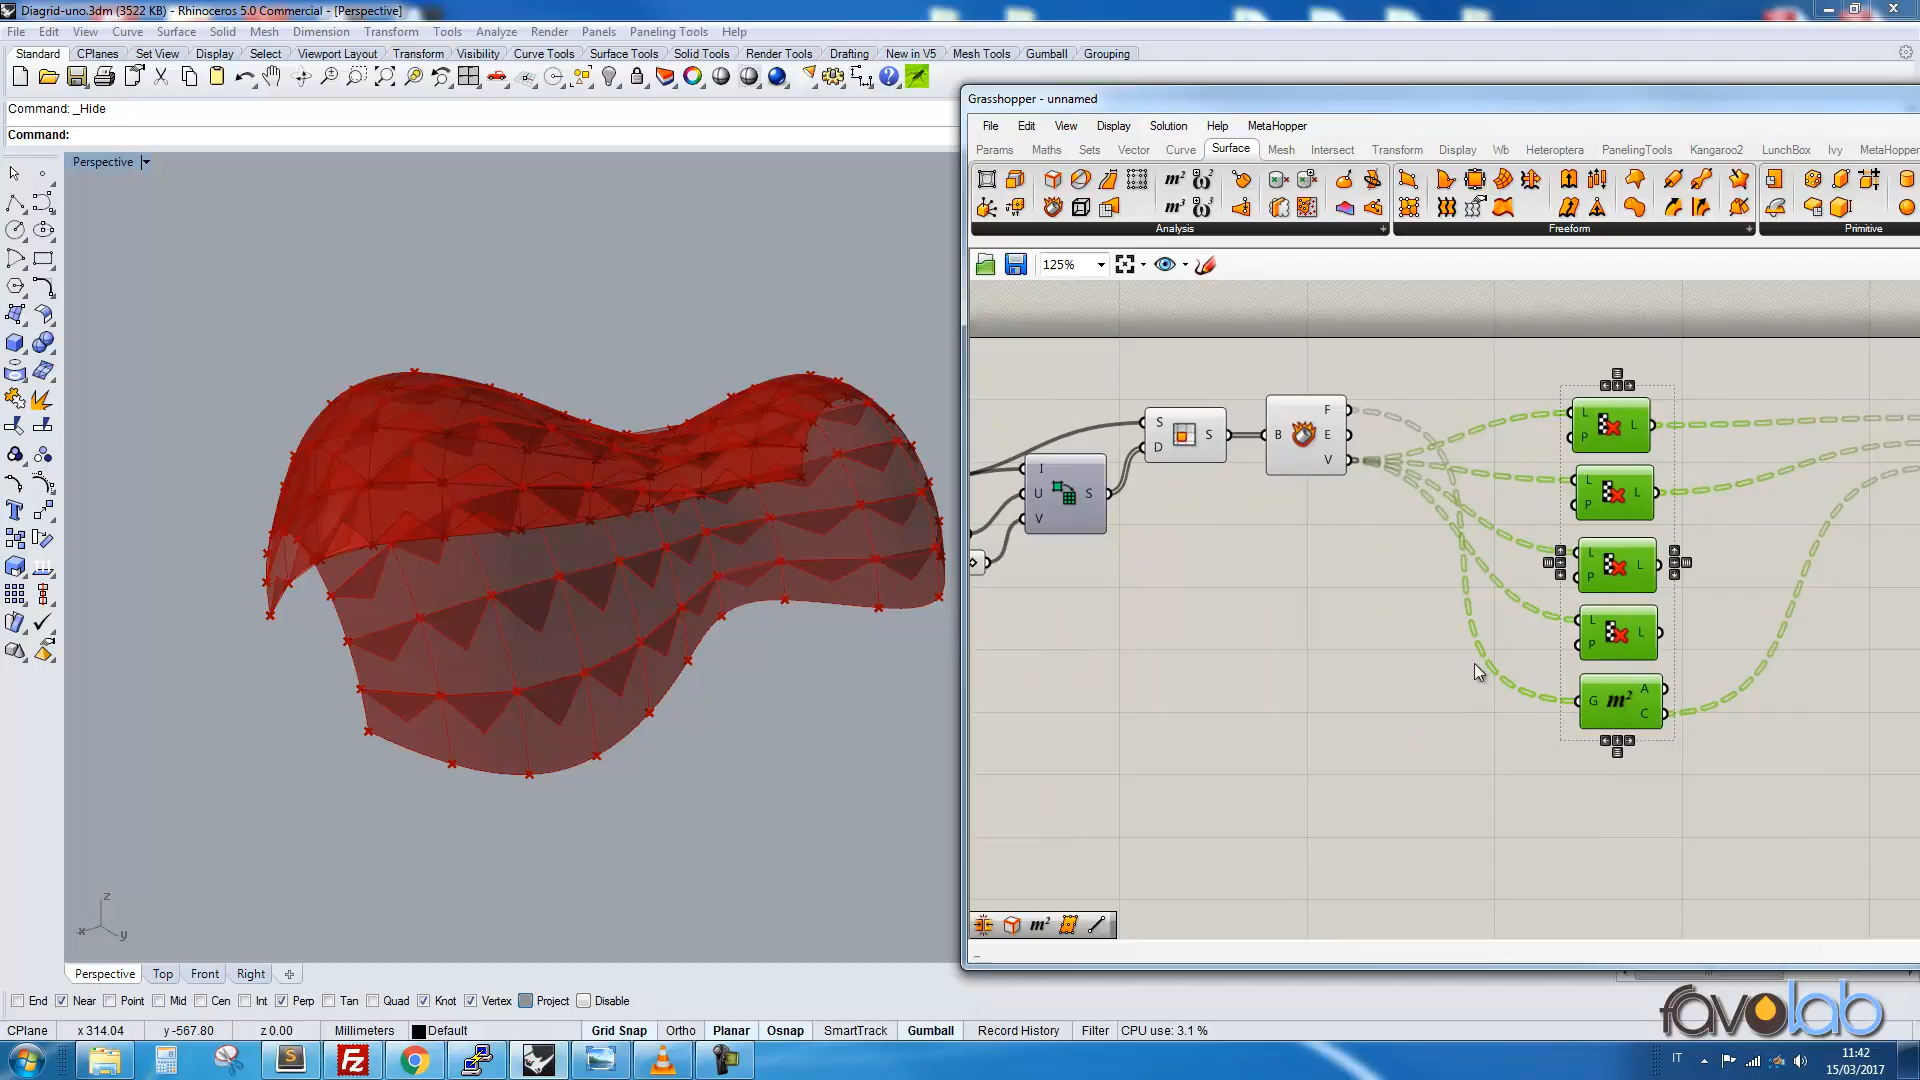 Diagrid-uno.3dm (3522 KB) - Rhinoceros 5.0 Commercial - [Perspective]
File Edit View Curve Surface Solid Mesh Dimension Transform Tools Analyze Render Panels Paneling Tools Help
Standard CPlanes Set View Display Select Viewport Layout Transform Visibility Curve Tools Surface Tools Solid Tools Mesh Tools Render Tools Drafting New in V5 Mesh Tools Gumball Grouping
Command: _Hide
Command:
Perspective
Grasshopper - unnamed
File Edit View Display Solution Help MetaHopper
Params Maths Sets Vector Curve Surface Mesh Intersect Transform Display Wb Heteroptera PanelingTools Kangaroo2 LunchBox Ivy MetaHopper
m² m³
Analysis Freeform Primitive
125%
S D S
I U V S
B F E V
L P L
L P L
L P L
L P L
G m² A C
m²
z x y
Perspective Top Front Right
End Near Point Mid Cen Int Perp Tan Quad Knot Vertex Project Disable
CPlane x 314.04 y -567.80 z 0.00 Millimeters Default Grid Snap Ortho Planar Osnap SmartTrack Gumball Record History Filter CPU use: 3.1 %
favolab
IT
11:42
15/03/2017